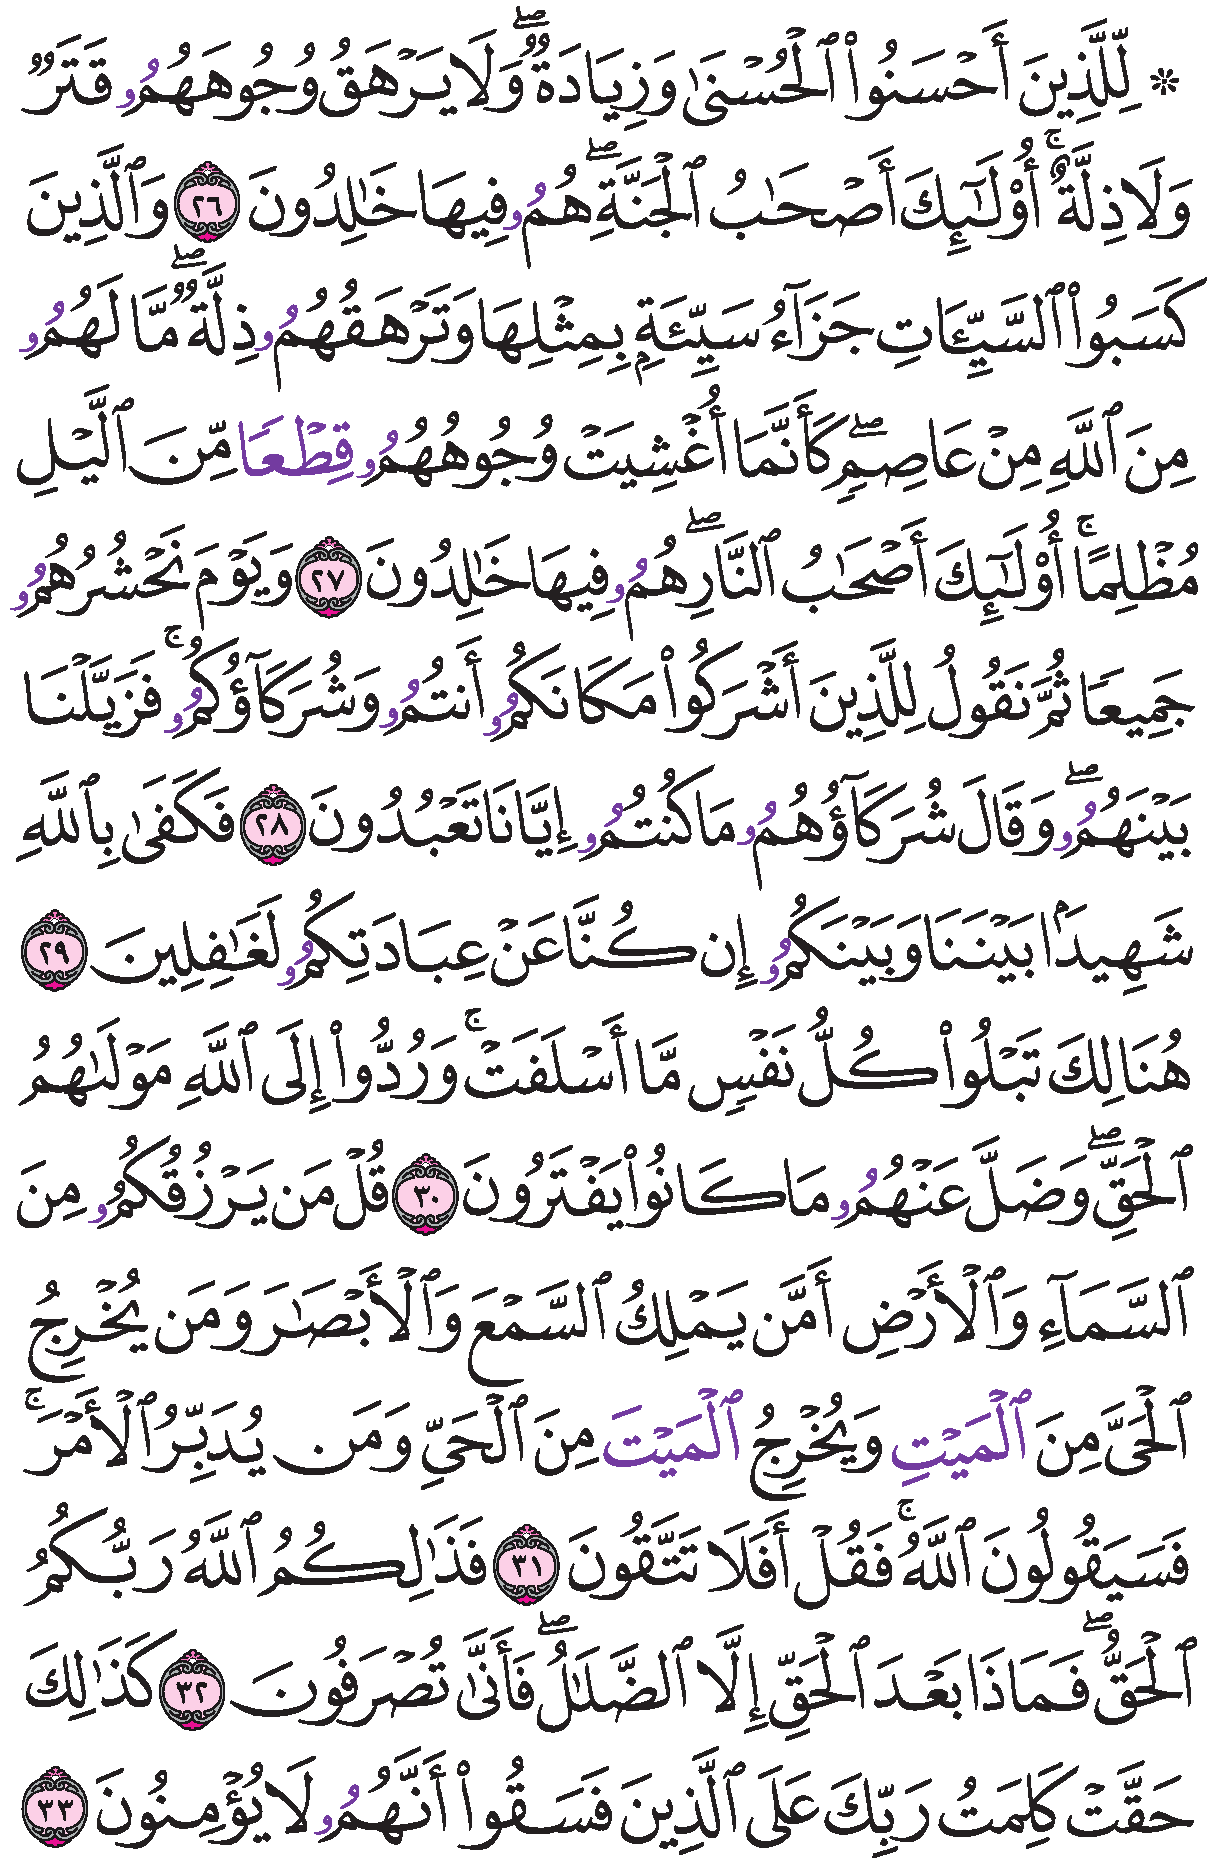 ۞ لِّلَّذِينَ أَحْسَنُوا۟ ٱلْحُسْنَىٰ وَزِيَادَةٌۖ وَلَا يَرْهَقُ وُجُوهَهُمُۥ قَتَرٌ
وَلَا ذِلَّةٌۚ أُو۟لَٰٓئِكَ أَصْحَٰبُ ٱلْجَنَّةِۖ هُمُۥ فِيهَا خَٰلِدُونَ ٢٦ وَٱلَّذِينَ
كَسَبُوا۟ ٱلسَّيِّـَٔاتِ جَزَآءُ سَيِّئَةِۭ بِمِثْلِهَا وَتَرْهَقُهُمُۥ ذِلَّةٌۖ مَّا لَهُمُۥ
مِنَ ٱللَّهِ مِنْ عَاصِمٍۖ كَأَنَّمَا أُغْشِيَتْ وُجُوهُهُمُۥ قِطْعًا مِّنَ ٱلَّيْلِ
مُظْلِمًاۚ أُو۟لَٰٓئِكَ أَصْحَٰبُ ٱلنَّارِۖ هُمُۥ فِيهَا خَٰلِدُونَ ٢٧ وَيَوْمَ نَحْشُرُهُمُۥ
جَمِيعًا ثُمَّ نَقُولُ لِلَّذِينَ أَشْرَكُوا۟ مَكَانَكُمُۥ أَنتُمُۥ وَشُرَكَآؤُكُمُۥۚ فَزَيَّلْنَا
بَيْنَهُمُۥۖ وَقَالَ شُرَكَآؤُهُمُۥ مَا كُنتُمُۥ إِيَّانَا تَعْبُدُونَ ٢٨ فَكَفَىٰ بِٱللَّهِ
شَهِيدَۢا بَيْنَنَا وَبَيْنَكُمُۥ إِن كُنَّا عَنْ عِبَادَتِكُمُۥ لَغَٰفِلِينَ ٢٩
هُنَالِكَ تَبْلُوا۟ كُلُّ نَفْسٍ مَّا أَسْلَفَتْۚ وَرُدُّوا۟ إِلَى ٱللَّهِ مَوْلَىٰهُمُ
ٱلْحَقِّۖ وَضَلَّ عَنْهُمُۥ مَا كَانُوا۟ يَفْتَرُونَ ٣٠ قُلْ مَن يَرْزُقُكُمُۥ مِنَ
ٱلسَّمَآءِ وَٱلْأَرْضِ أَمَّن يَمْلِكُ ٱلسَّمْعَ وَٱلْأَبْصَٰرَ وَمَن يُخْرِجُ
ٱلْحَىَّ مِنَ ٱلْمَيْتِ وَيُخْرِجُ ٱلْمَيْتَ مِنَ ٱلْحَيِّ وَمَن يُدَبِّرُ ٱلْأَمْرَۚ
فَسَيَقُولُونَ ٱللَّهُۚ فَقُلْ أَفَلَا تَتَّقُونَ ٣١ فَذَٰلِكُمُ ٱللَّهُ رَبُّكُمُ
ٱلْحَقُّۖ فَمَاذَا بَعْدَ ٱلْحَقِّ إِلَّا ٱلضَّلَٰلُۖ فَأَنَّىٰ تُصْرَفُونَ ٣٢ كَذَٰلِكَ
حَقَّتْ كَلِمَتُ رَبِّكَ عَلَى ٱلَّذِينَ فَسَقُوا۟ أَنَّهُمُۥ لَا يُؤْمِنُونَ ٣٣